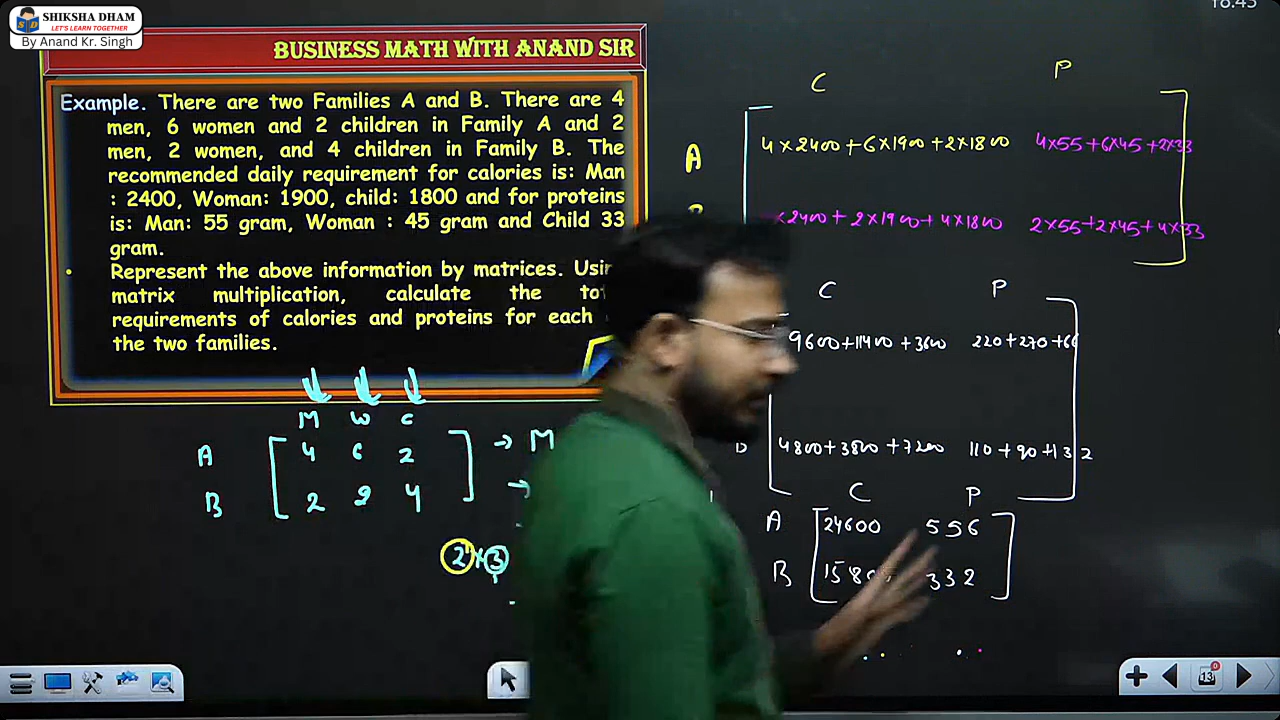 SHIKSHA DHAM
LET'S LEARN TOGETHER
By Anand Kr. Singh
BUSINESS MATH WITH ANAND SIR
Example. There are two Families A and B. There are 4
men, 6 women and 2 children in Family A and 2
men, 2 women, and 4 children in Family B. The
recommended daily requirement for calories is: Man
: 2400, Woman: 1900, child: 1800 and for proteins
is: Man: 55 gram, Woman : 45 gram and Child 33
gram.
• Represent the above information by matrices.
matrix multiplication, calculate the
requirements of calories and proteins for each
the two families.
M W C
A 4 6 2 → M
B 2 2 4 →
2 × 3
C P
A 4×2400+6×1900+2×1800 4×55+6×45+2×33
×2400+2×1900+4×1800 2×55+2×45+4×33
C P
9600+11400+3600 220+270+66
4800+3800+7200 110+90+132
C P
A 24600 556
B 332
13